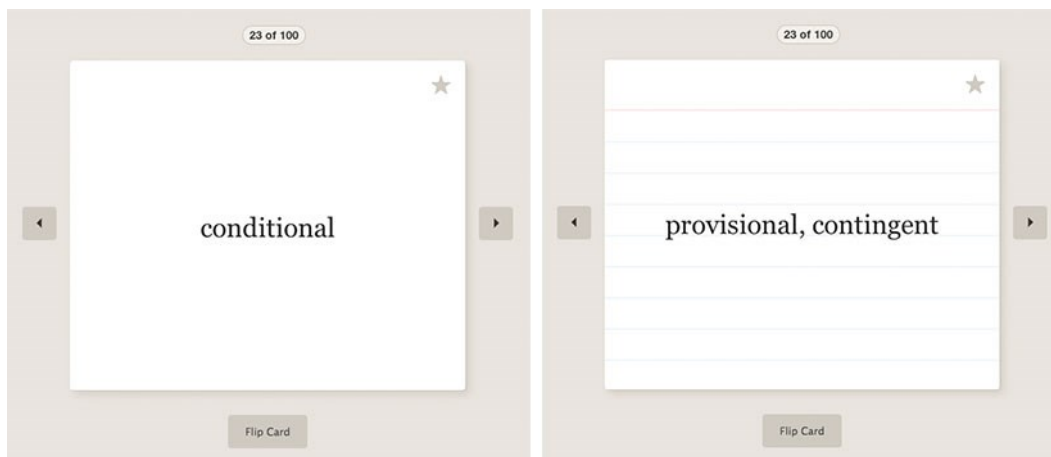 23 of 100
conditional
Flip Card
23 of 100
provisional, contingent
Flip Card